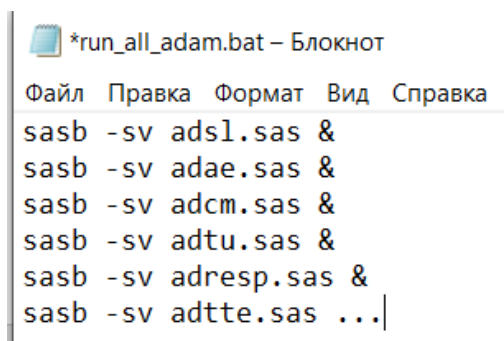 *run_all_adam.bat – Блокнот
Файл Правка Формат Вид Справка
sasb -sv adsl.sas &
sasb -sv adae.sas &
sasb -sv adcm.sas &
sasb -sv adtu.sas &
sasb -sv adresp.sas &
sasb -sv adtte.sas ...